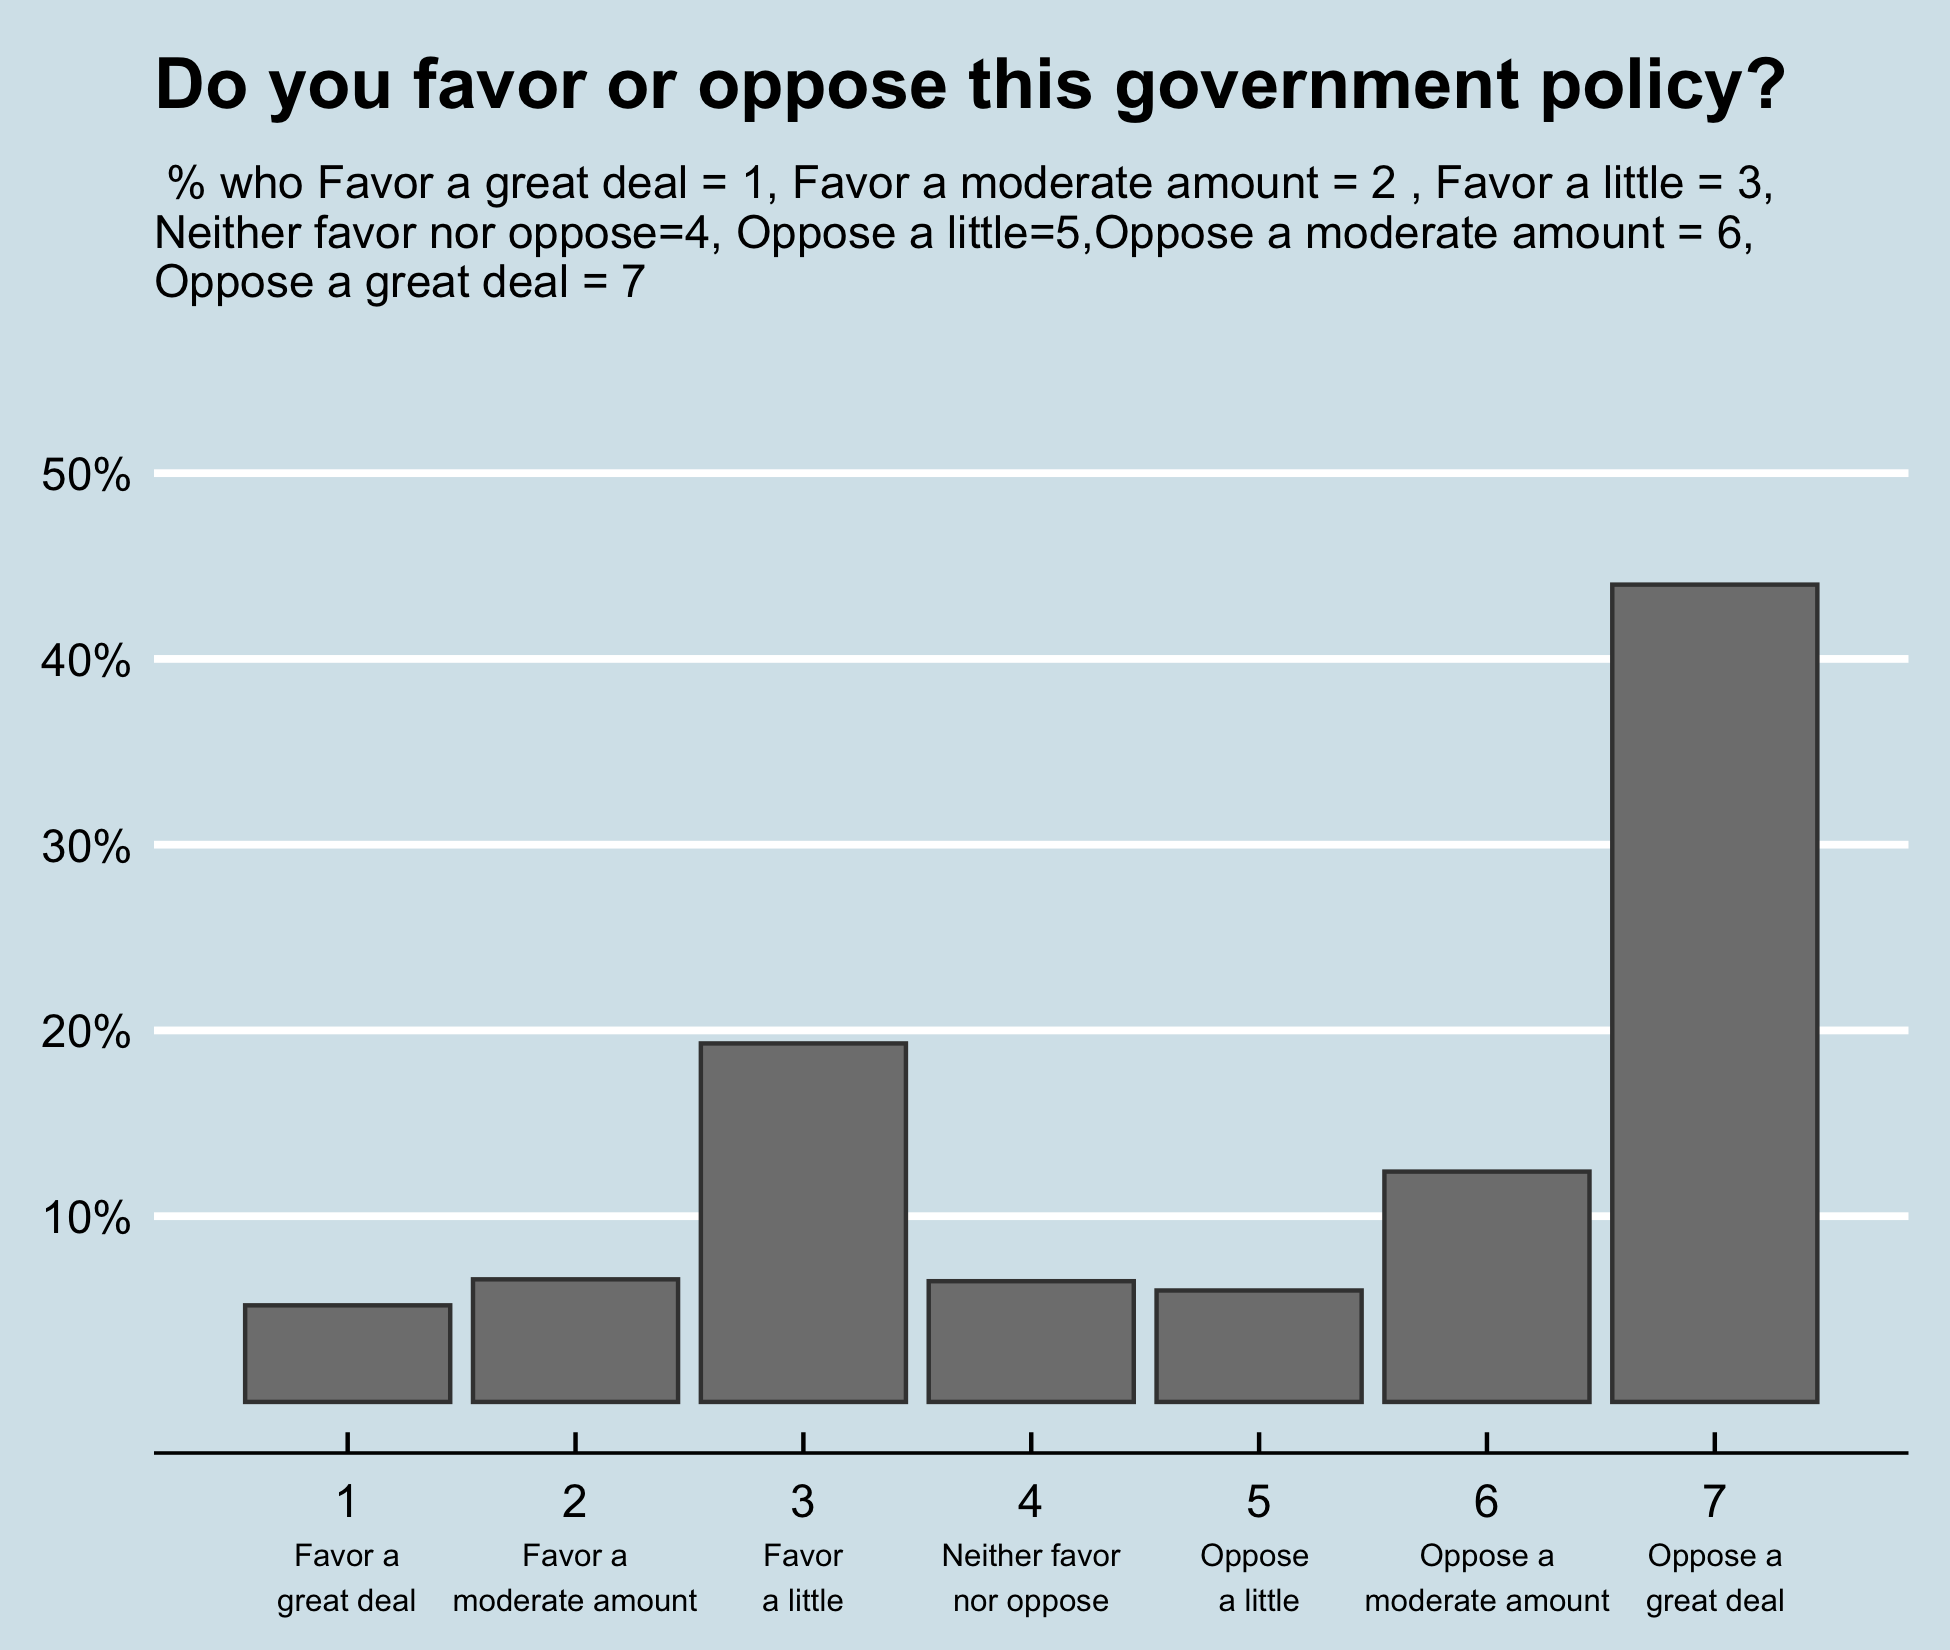 Do you favor or oppose this government policy?
% who Favor a great deal = 1, Favor a moderate amount = 2 , Favor a little = 3,
Neither favor nor oppose=4, Oppose a little=5,Oppose a moderate amount = 6,
Oppose a great deal = 7
50%
40%
30%
20%
10%
1 2 3 4 5 6 7
Favor a Favor a Favor Neither favor Oppose Oppose a Oppose a
great deal moderate amount a little nor oppose a little moderate amount great deal